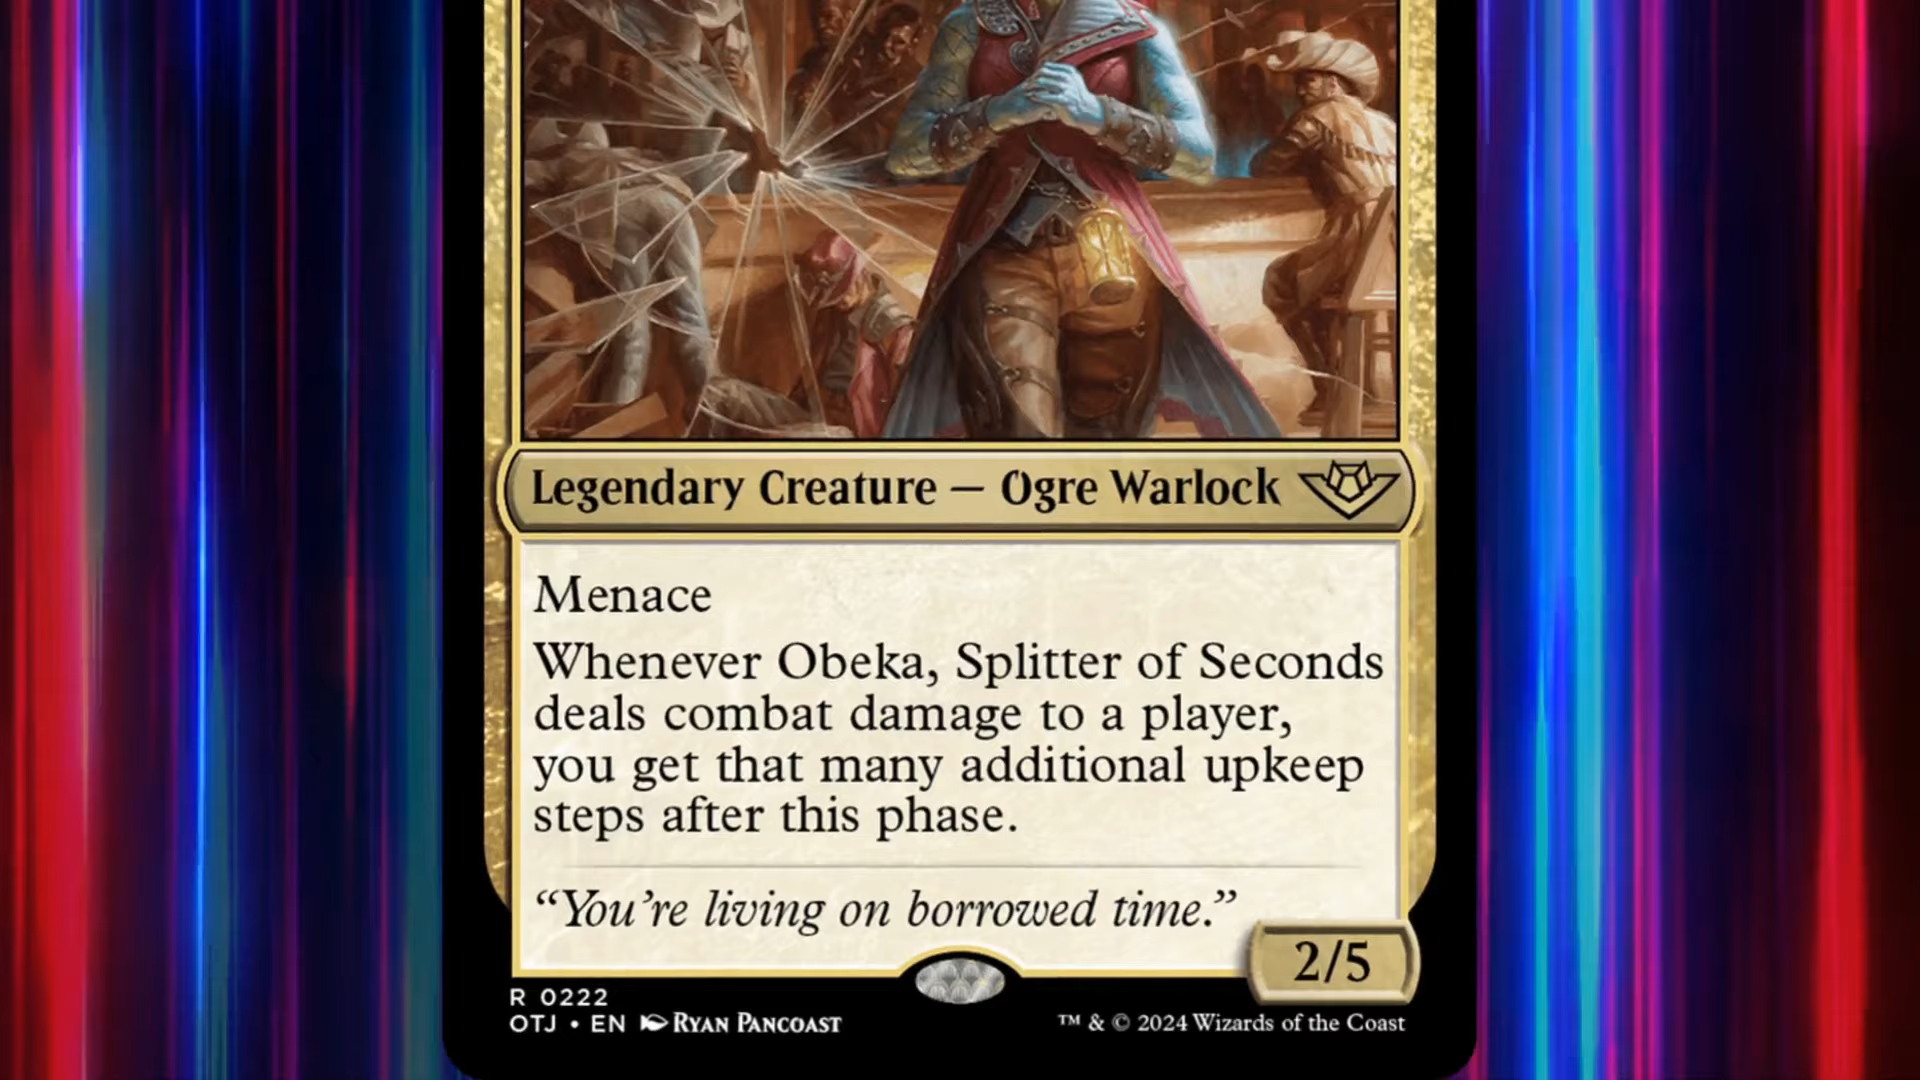 Legendary Creature — Ogre Warlock
Menace
Whenever Obeka, Splitter of Seconds
deals combat damage to a player,
you get that many additional upkeep
steps after this phase.
“You’re living on borrowed time.”
2/5
R 0222
OTJ • EN RYAN PANCOAST
™ & © 2024 Wizards of the Coast